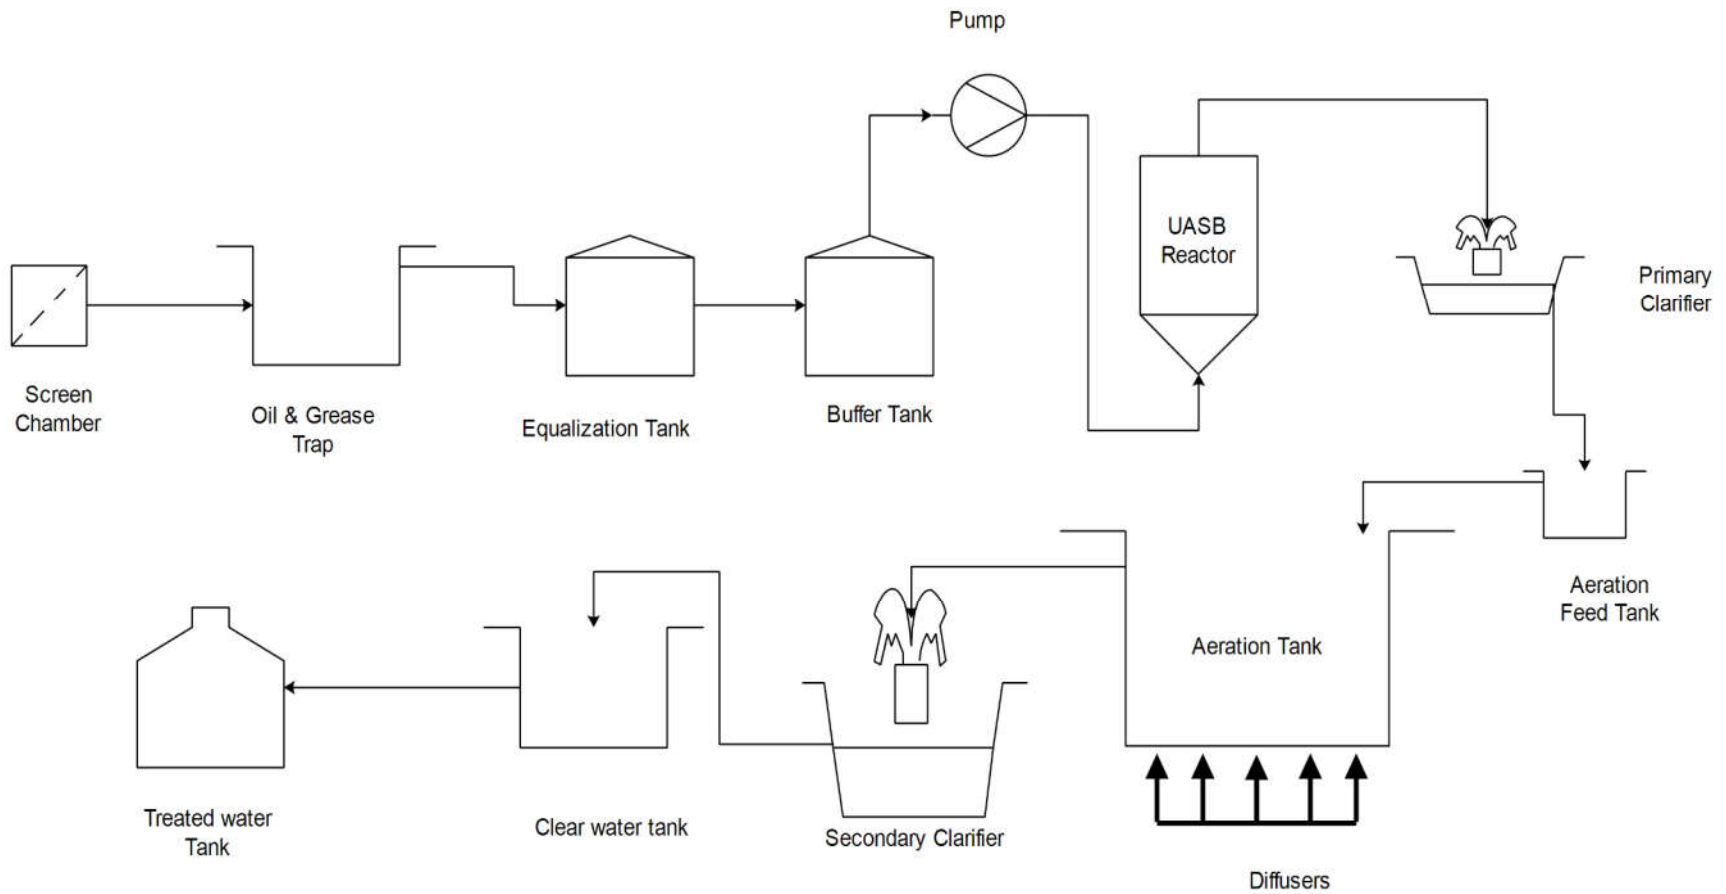 Pump
UASB
Reactor
Primary
Clarifier
Screen
Chamber
Oil & Grease
Trap
Equalization Tank
Buffer Tank
Aeration
Feed Tank
Aeration Tank
Treated water
Tank
Clear water tank
Secondary Clarifier
Diffusers